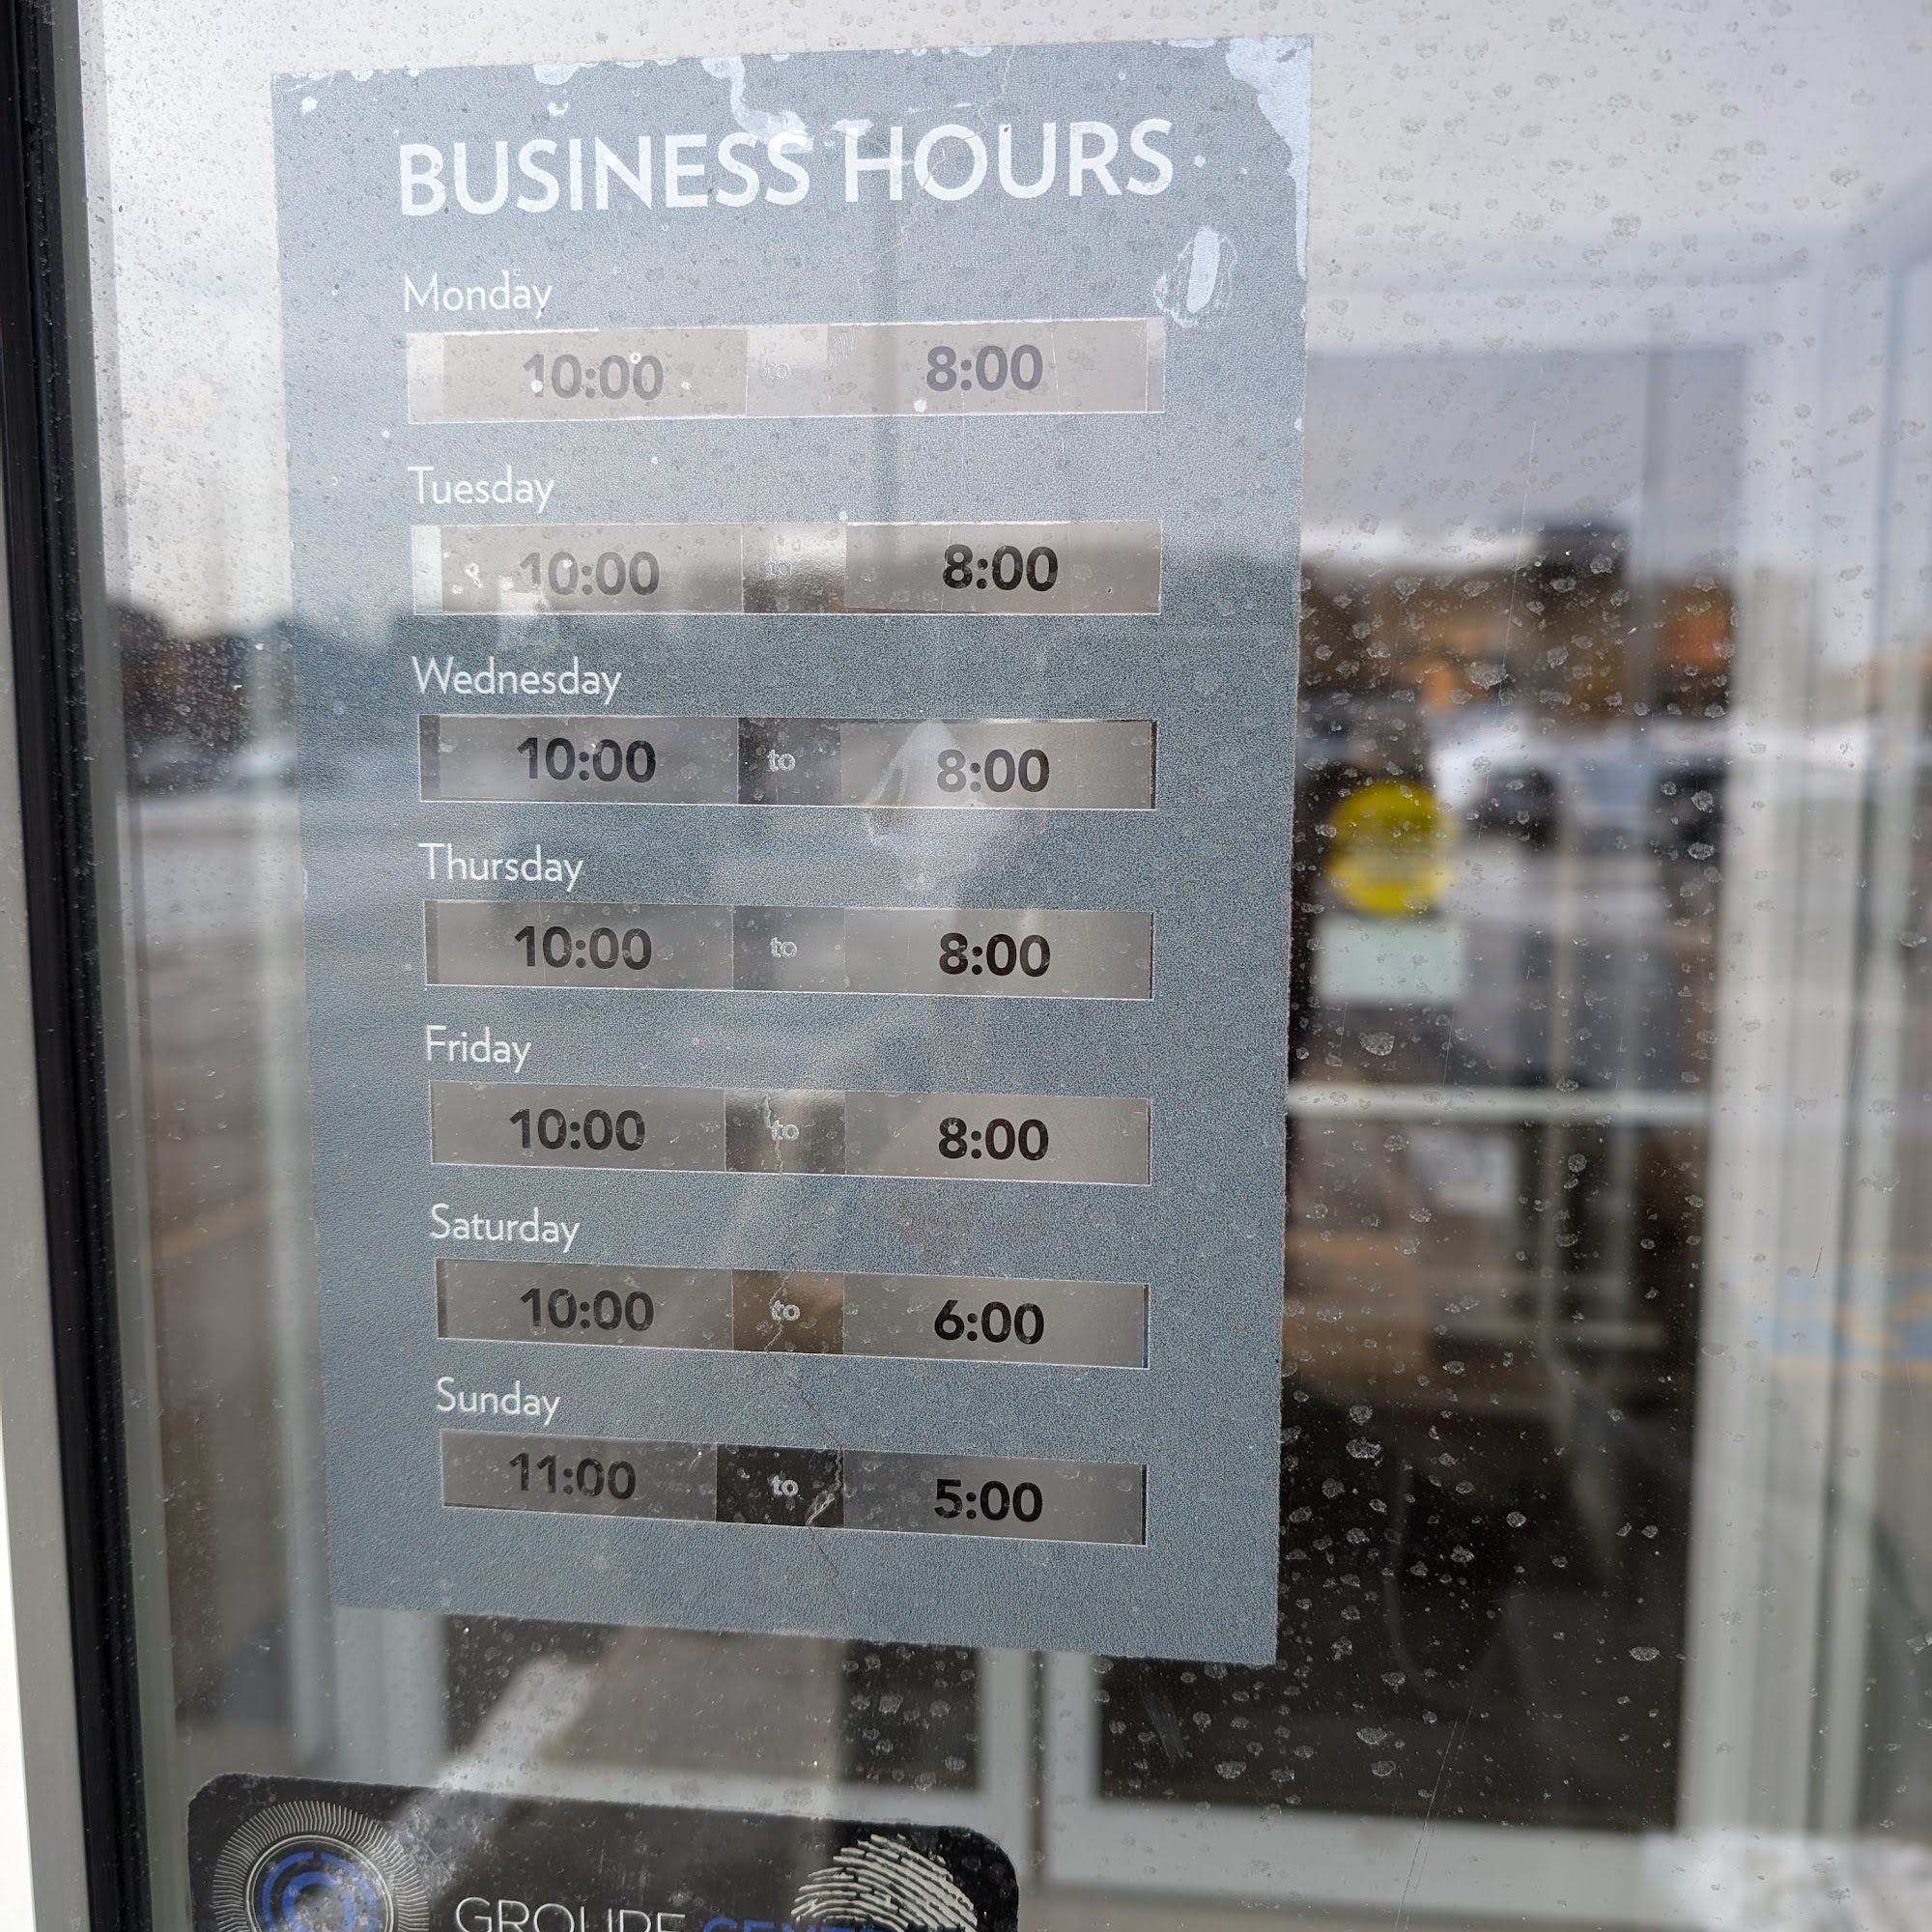 BUSINESS HOURS
Monday
10:00 to 8:00
Tuesday
10:00 to 8:00
Wednesday
10:00 to 8:00
Thursday
10:00 to 8:00
Friday
10:00 to 8:00
Saturday
10:00 to 6:00
Sunday
11:00 to 5:00
GROUPE